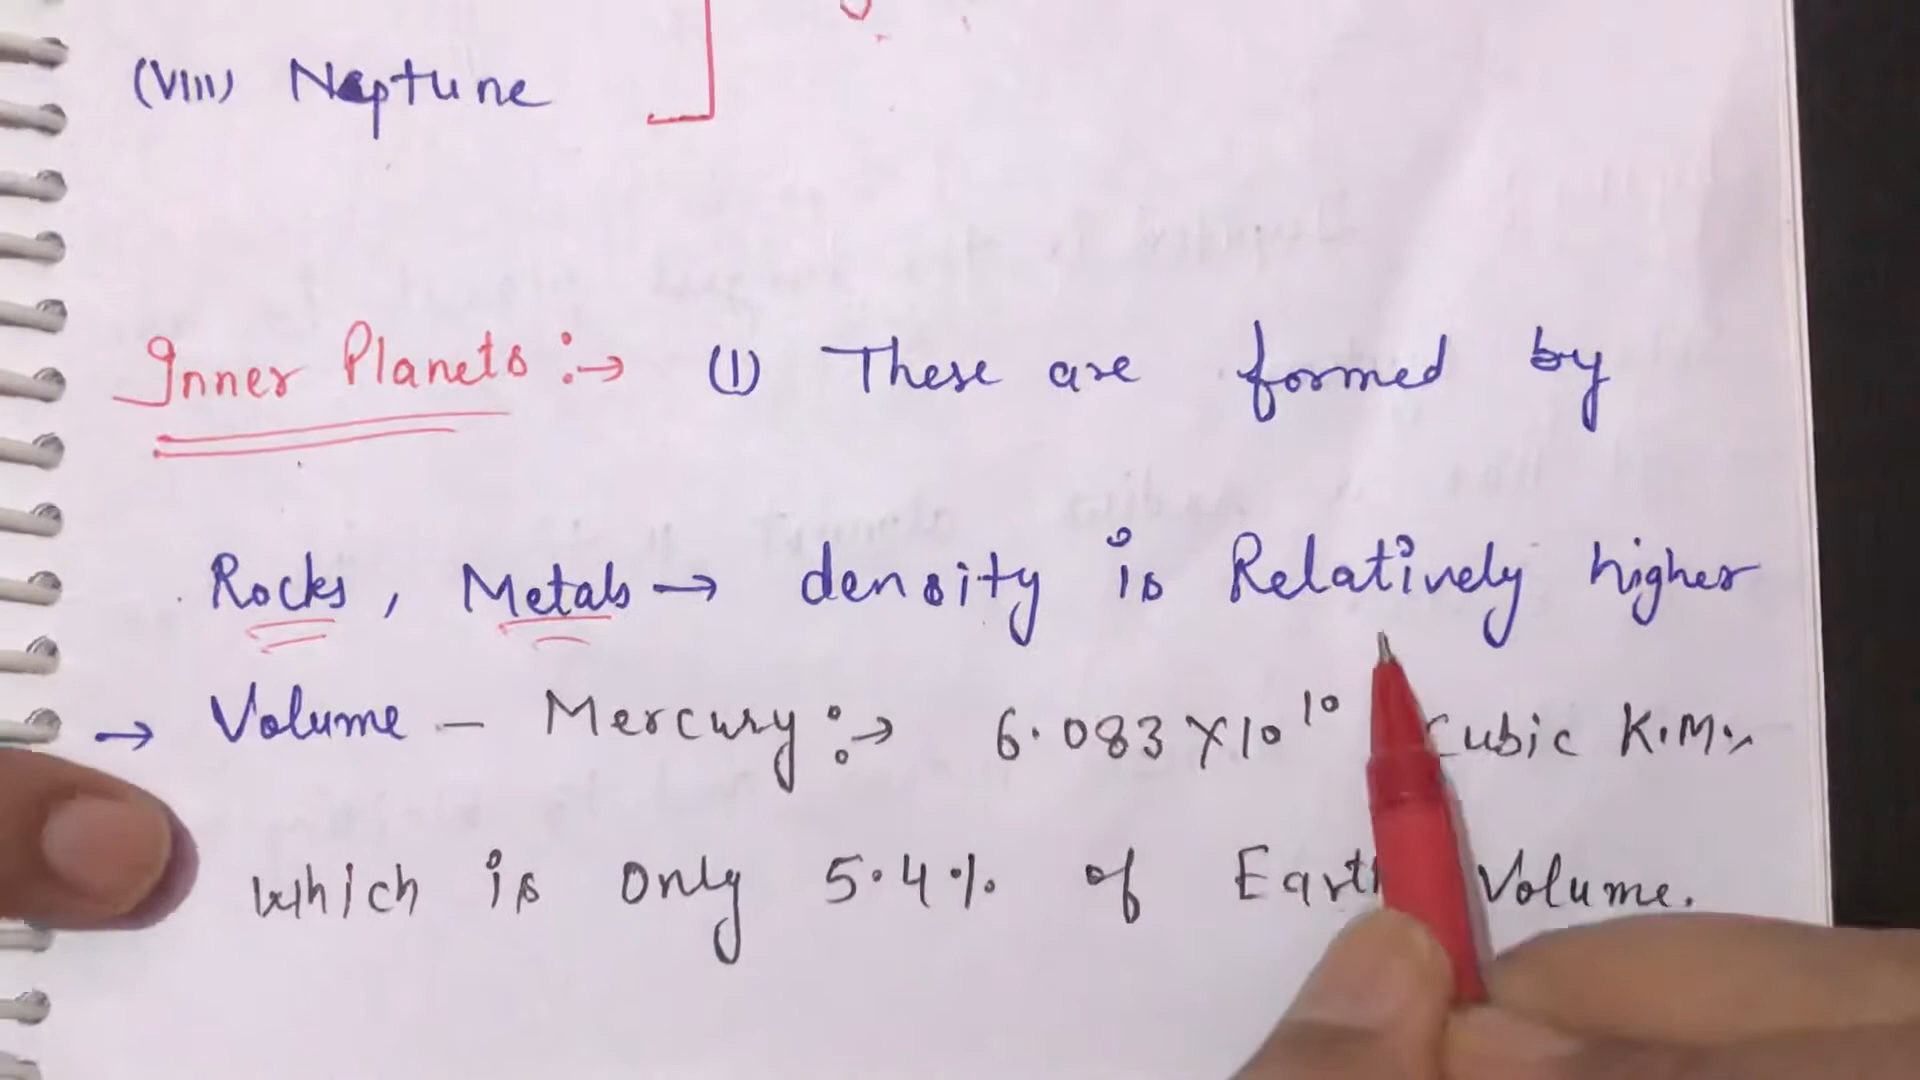 (VIII) Neptune
Inner Planets :→ (1) These are formed by
Rocks, Metals → density is Relatively higher
→ Volume – Mercury :→ 6.083 X 10¹⁰ Cubic K.M.
which is only 5.4% of Earth Volume.